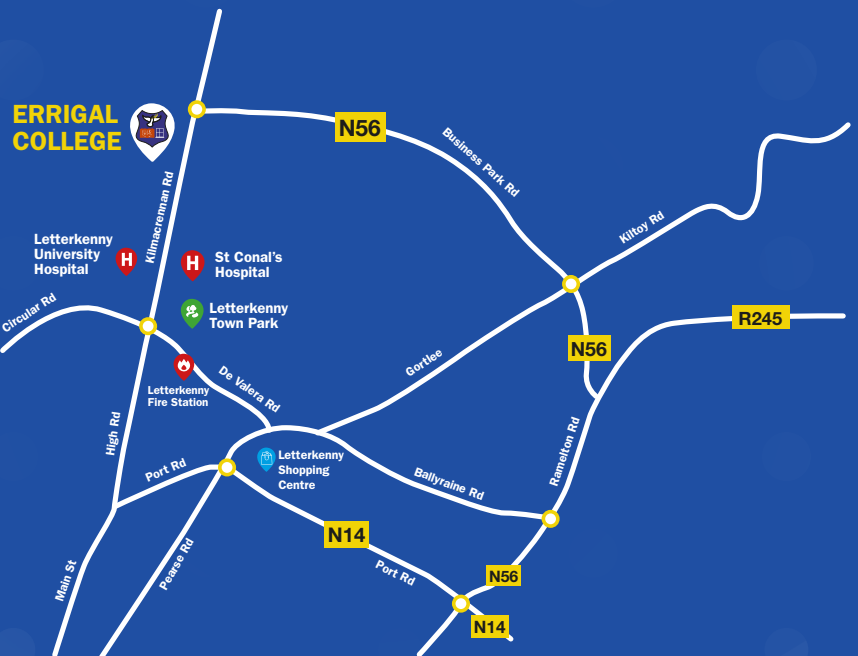 ERRIGAL
COLLEGE
N56
Business Park Rd
Kilmacrennan Rd
Kiltoy Rd
Letterkenny
University
Hospital
H
H
St Conal's
Hospital
Letterkenny
Town Park
Circular Rd
R245
N56
Gortlee
De Valera Rd
Letterkenny
Fire Station
High Rd
Port Rd
Letterkenny
Shopping
Centre
Ballyraine Rd
Ramelton Rd
N14
Pearse Rd
Port Rd
Main St
N56
N14